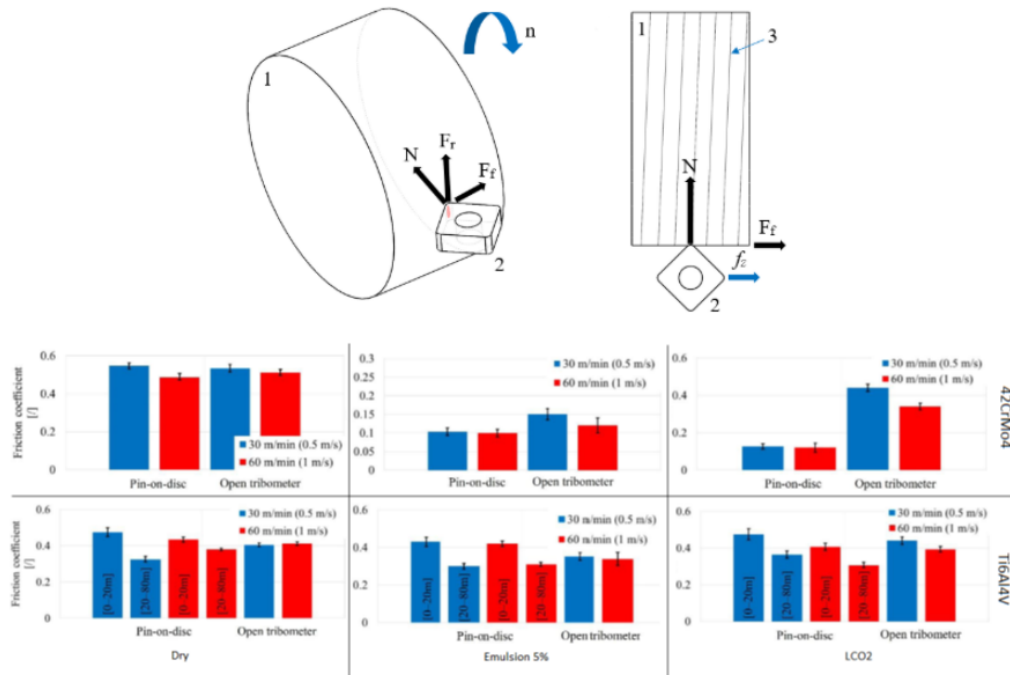 n
1
N
Fr
Ff
2
1
3
N
Ff
fz
2
Friction coefficient
[/]
0.6
0.4
0.2
0
30 m/min (0.5 m/s)
60 m/min (1 m/s)
Pin-on-disc
Open tribometer
0.3
0.25
0.2
0.15
0.1
0.05
0
30 m/min (0.5 m/s)
60 m/min (1 m/s)
Pin-on-disc
Open tribometer
0.6
0.4
0.2
0
30 m/min (0.5 m/s)
60 m/min (1 m/s)
Pin-on-disc
Open tribometer
42CrMo4
Friction coefficient
[/]
0.6
0.4
0.2
0
30 m/min (0.5 m/s)
60 m/min (1 m/s)
[0-20m]
[20-80m]
[0-20m]
[20-80m]
Pin-on-disc
Open tribometer
Dry
0.6
0.4
0.2
0
30 m/min (0.5 m/s)
60 m/min (1 m/s)
[0-20m]
[20-80m]
[0-20m]
[20-80m]
Pin-on-disc
Open tribometer
Emulsion 5%
0.6
0.4
0.2
0
30 m/min (0.5 m/s)
60 m/min (1 m/s)
[0-20m]
[20-80m]
[0-20m]
[20-80m]
Pin-on-disc
Open tribometer
LCO2
Ti6Al4V